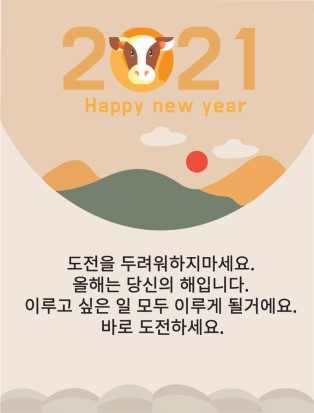 2021
Happy new year
도전을 두려워하지마세요.
올해는 당신의 해입니다.
이루고 싶은 일 모두 이루게 될거에요.
바로 도전하세요.